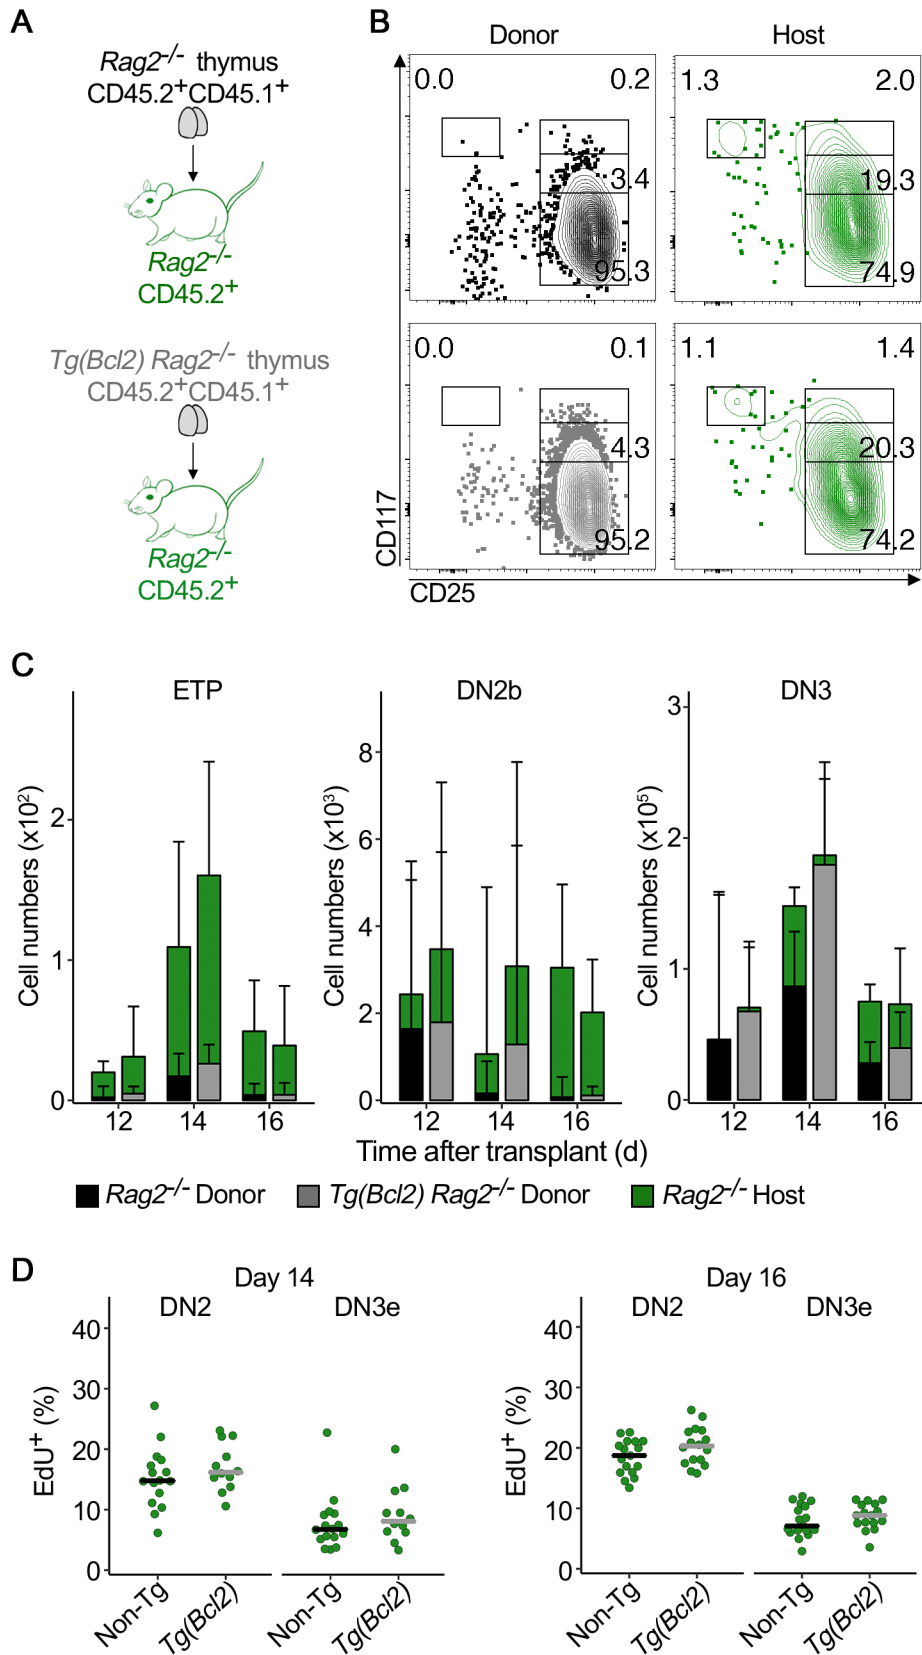 A
Rag2-/- thymus
CD45.2+CD45.1+
Rag2-/-
CD45.2+
Tg(Bcl2) Rag2-/- thymus
CD45.2+CD45.1+
Rag2-/-
CD45.2+
B
Donor Host
0.0 0.2 1.3 2.0
3.4 19.3
95.3 74.9
0.0 0.1 1.1 1.4
4.3 20.3
95.2 74.2
CD117
CD25
C
ETP DN2b DN3
Cell numbers (x10²)
2
1
0
12 14 16
Cell numbers (x10³)
8
6
4
2
0
12 14 16
Cell numbers (x10⁵)
3
2
1
0
12 14 16
Time after transplant (d)
Rag2-/- Donor Tg(Bcl2) Rag2-/- Donor Rag2-/- Host
D
Day 14 Day 16
DN2 DN3e DN2 DN3e
EdU+ (%)
40
30
20
10
0
Non-Tg Tg(Bcl2) Non-Tg Tg(Bcl2)
EdU+ (%)
40
30
20
10
0
Non-Tg Tg(Bcl2) Non-Tg Tg(Bcl2)